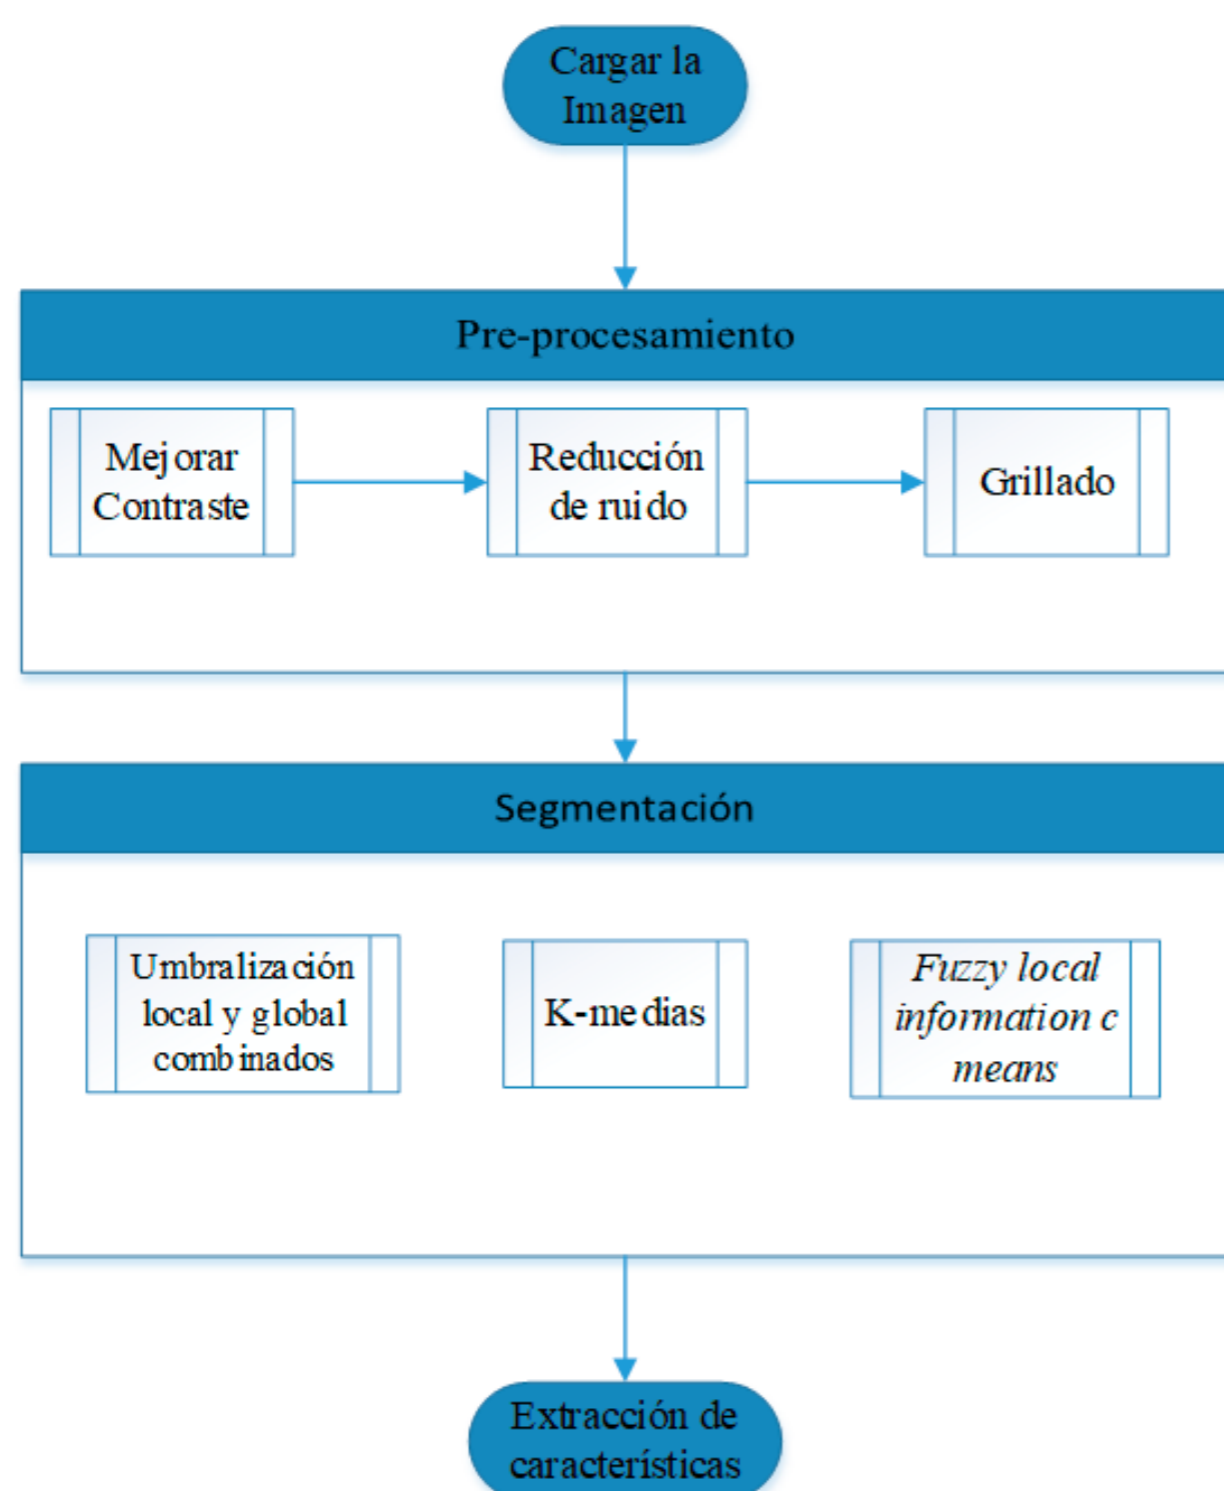 Cargar la
Imagen
Pre-procesamiento
Mejorar
Contraste
Reducción
de ruido
Grillado
Segmentación
Umbralización
local y global
combinados
K-medias
Fuzzy local
information c
means
Extracción de
características